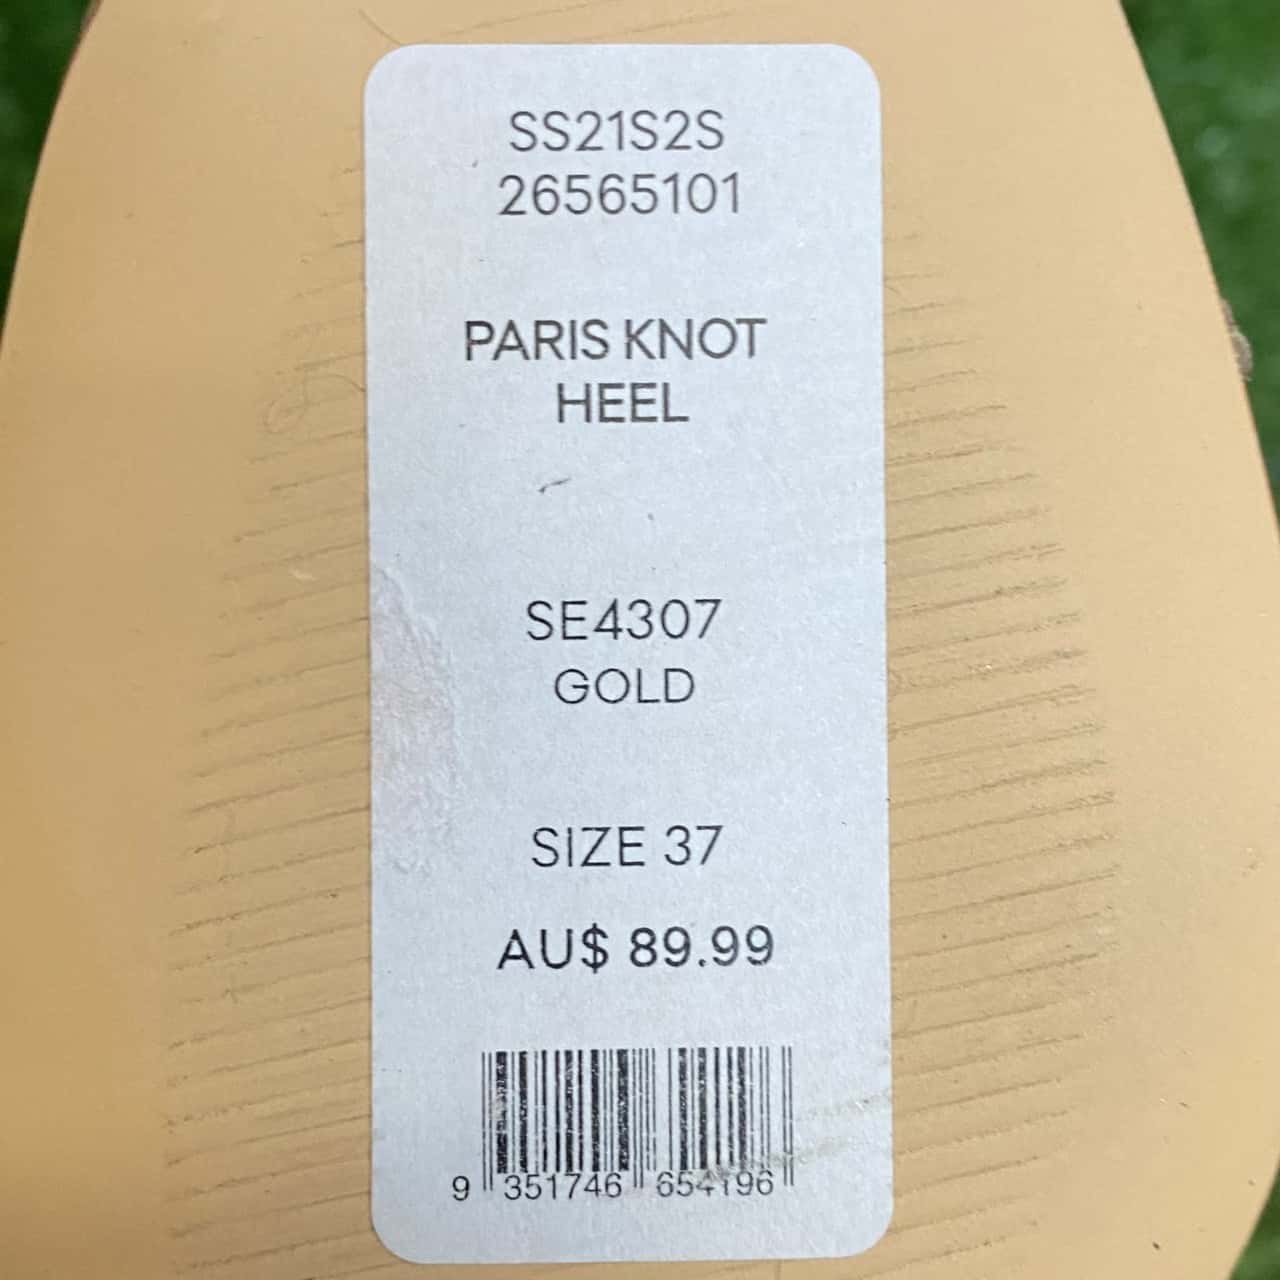 SS21S2S
26565101
PARIS KNOT
HEEL
SE4307
GOLD
SIZE 37
AU$ 89.99
9 351746 654196